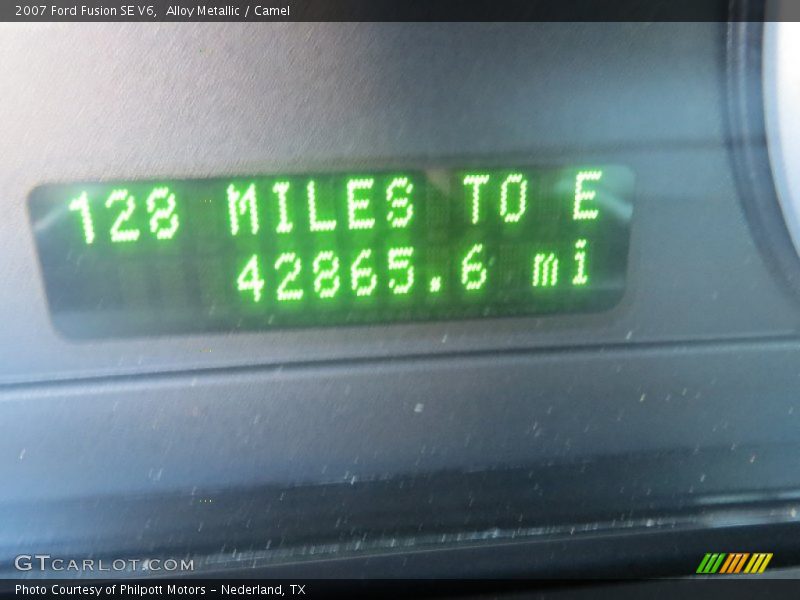 2007 Ford Fusion SE V6,  Alloy Metallic / Camel
128 MILES TO E
42865.6 mi
GTCARLOT.COM
Photo Courtesy of Philpott Motors - Nederland, TX